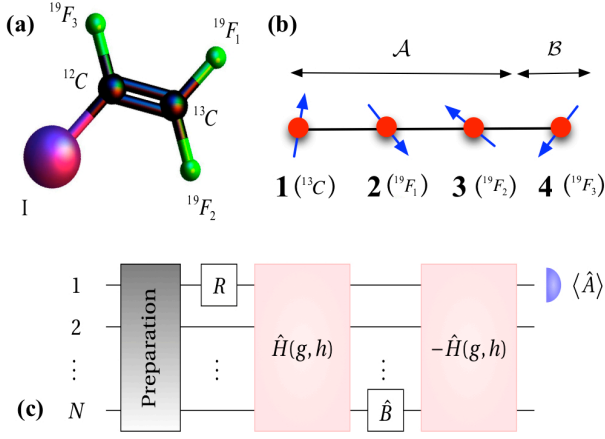 (a)
¹⁹F₃
¹⁹F₁
¹²C
¹³C
¹⁹F₂
I
(b)
𝒜
ℬ
1 (¹³C) 2 (¹⁹F₁) 3 (¹⁹F₂) 4 (¹⁹F₃)
(c)
Preparation
1 R ⟨Â⟩
2
⋮ ⋮ Ĥ(g, h) ⋮ −Ĥ(g, h)
N B̂